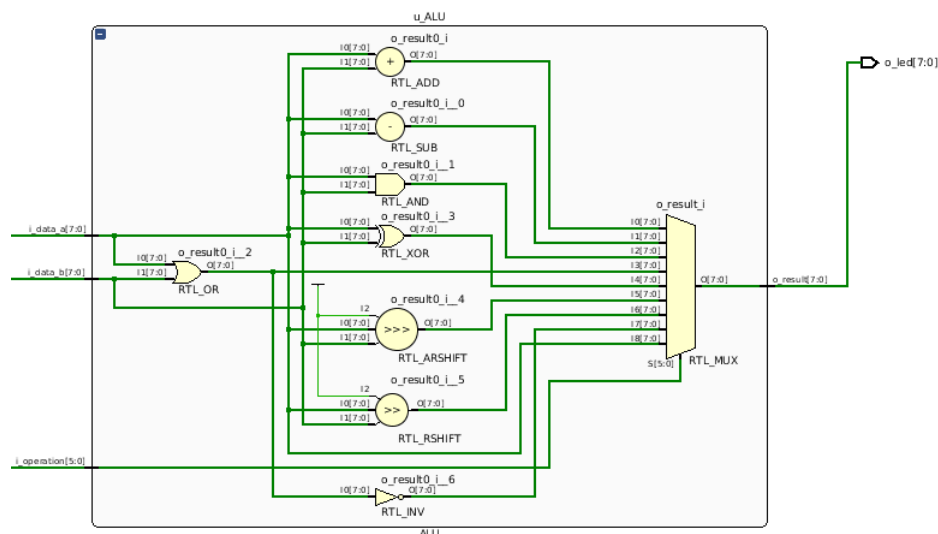 u_ALU
o_result0_i
I0[7:0]
I1[7:0]
+
O[7:0]
RTL_ADD
o_result0_i__0
I0[7:0]
I1[7:0]
-
O[7:0]
RTL_SUB
o_result0_i__1
I0[7:0]
I1[7:0]
O[7:0]
RTL_AND
o_result0_i__3
I0[7:0]
I1[7:0]
O[7:0]
RTL_XOR
i_data_a[7:0]
i_data_b[7:0]
o_result0_i__2
I0[7:0]
I1[7:0]
O[7:0]
RTL_OR
o_result0_i__4
I2
I0[7:0]
I1[7:0]
>>>
O[7:0]
RTL_ARSHIFT
o_result0_i__5
I2
I0[7:0]
I1[7:0]
>>
O[7:0]
RTL_RSHIFT
i_operation[5:0]
o_result0_i__6
I0[7:0]
O[7:0]
RTL_INV
o_result_i
I0[7:0]
I1[7:0]
I2[7:0]
I3[7:0]
I4[7:0]
I5[7:0]
I6[7:0]
I7[7:0]
I8[7:0]
S[5:0]
O[7:0]
RTL_MUX
o_result[7:0]
o_led[7:0]
ALU